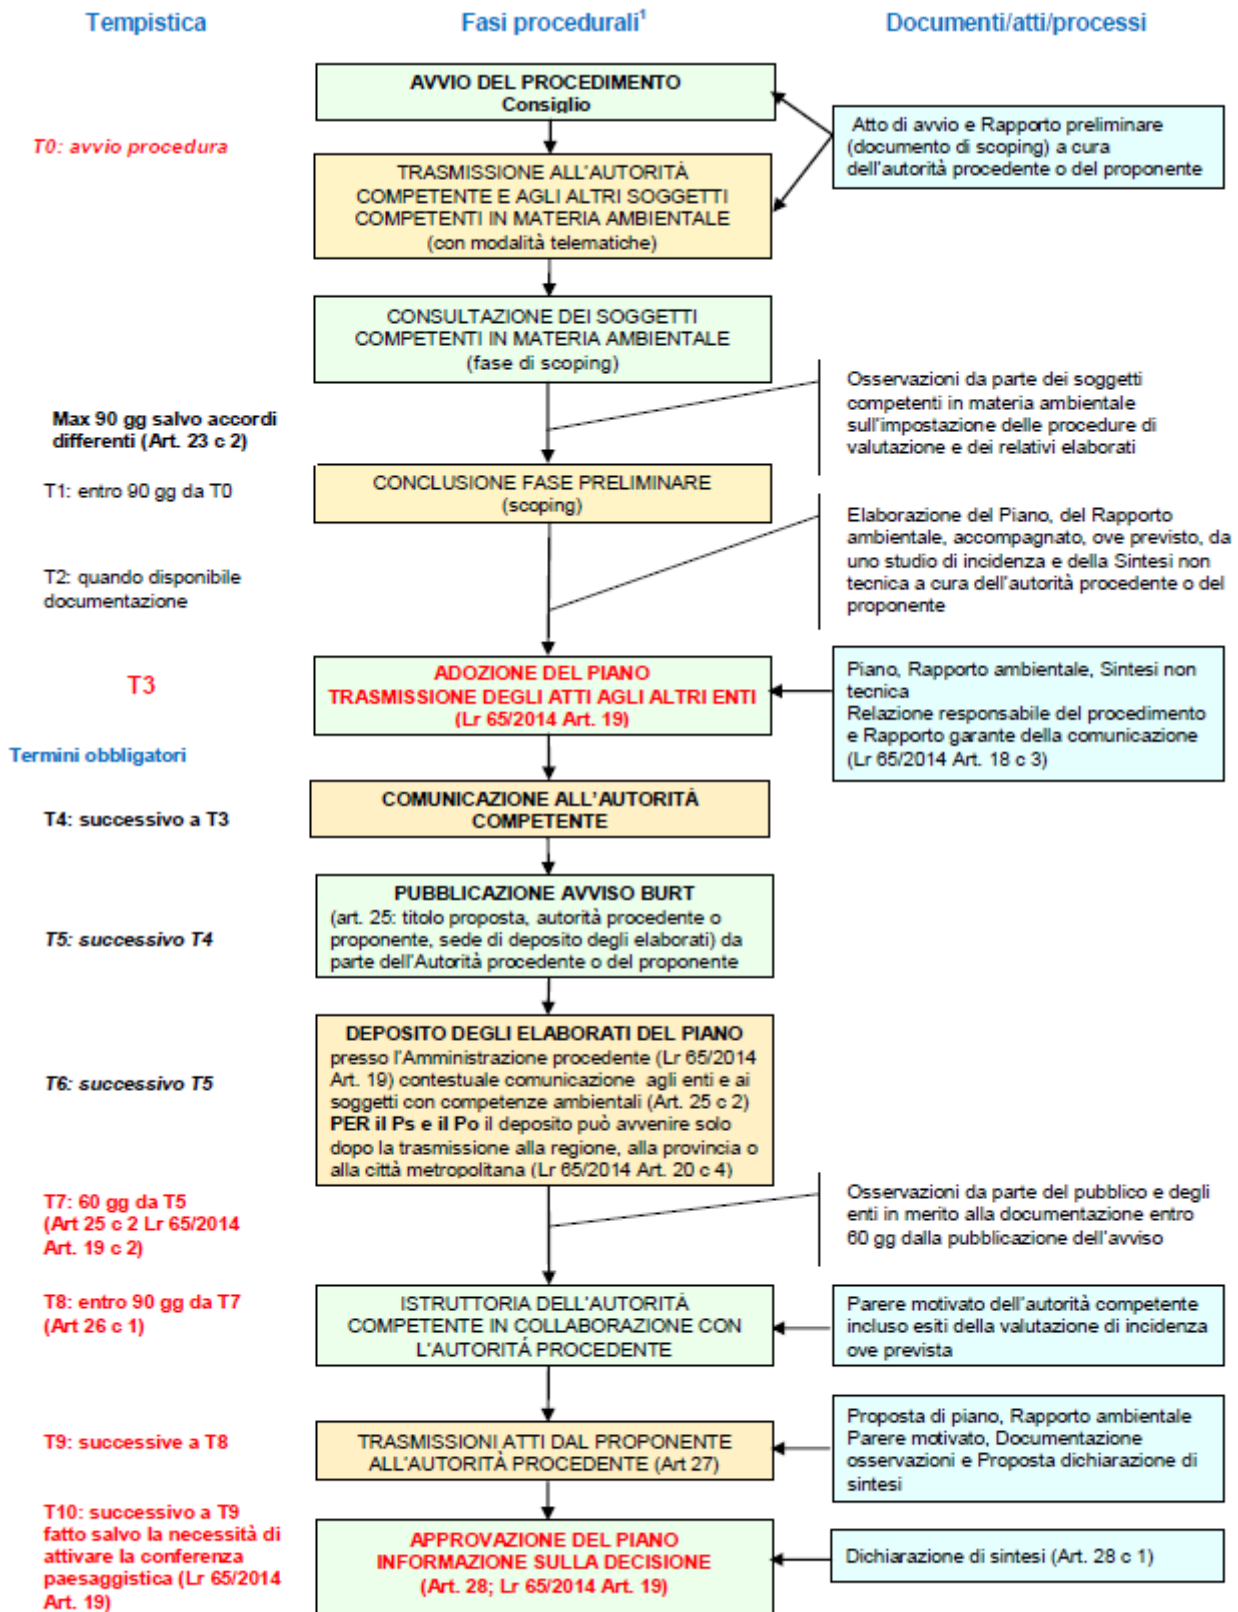 Tempistica
Fasi procedurali¹
Documenti/atti/processi
AVVIO DEL PROCEDIMENTO
Consiglio
T0: avvio procedura
Atto di avvio e Rapporto preliminare
(documento di scoping) a cura
dell'autorità procedente o del proponente
TRASMISSIONE ALL'AUTORITÀ
COMPETENTE E AGLI ALTRI SOGGETTI
COMPETENTI IN MATERIA AMBIENTALE
(con modalità telematiche)
CONSULTAZIONE DEI SOGGETTI
COMPETENTI IN MATERIA AMBIENTALE
(fase di scoping)
Osservazioni da parte dei soggetti
competenti in materia ambientale
sull'impostazione delle procedure di
valutazione e dei relativi elaborati
Max 90 gg salvo accordi
differenti (Art. 23 c 2)
T1: entro 90 gg da T0
CONCLUSIONE FASE PRELIMINARE
(scoping)
Elaborazione del Piano, del Rapporto
ambientale, accompagnato, ove previsto, da
uno studio di incidenza e della Sintesi non
tecnica a cura dell'autorità procedente o del
proponente
T2: quando disponibile
documentazione
T3
ADOZIONE DEL PIANO
TRASMISSIONE DEGLI ATTI AGLI ALTRI ENTI
(Lr 65/2014 Art. 19)
Piano, Rapporto ambientale, Sintesi non
tecnica
Relazione responsabile del procedimento
e Rapporto garante della comunicazione
(Lr 65/2014 Art. 18 c 3)
Termini obbligatori
T4: successivo a T3
COMUNICAZIONE ALL'AUTORITÀ
COMPETENTE
T5: successivo T4
PUBBLICAZIONE AVVISO BURT
(art. 25: titolo proposta, autorità procedente o
proponente, sede di deposito degli elaborati) da
parte dell'Autorità procedente o del proponente
T6: successivo T5
DEPOSITO DEGLI ELABORATI DEL PIANO
presso l'Amministrazione procedente (Lr 65/2014
Art. 19) contestuale comunicazione agli enti e ai
soggetti con competenze ambientali (Art. 25 c 2)
PER il Ps e il Po il deposito può avvenire solo
dopo la trasmissione alla regione, alla provincia o
alla città metropolitana (Lr 65/2014 Art. 20 c 4)
T7: 60 gg da T5
(Art 25 c 2 Lr 65/2014
Art. 19 c 2)
Osservazioni da parte del pubblico e degli
enti in merito alla documentazione entro
60 gg dalla pubblicazione dell'avviso
T8: entro 90 gg da T7
(Art 26 c 1)
ISTRUTTORIA DELL'AUTORITÀ
COMPETENTE IN COLLABORAZIONE CON
L'AUTORITÁ PROCEDENTE
Parere motivato dell'autorità competente
incluso esiti della valutazione di incidenza
ove prevista
T9: successive a T8
TRASMISSIONI ATTI DAL PROPONENTE
ALL'AUTORITÀ PROCEDENTE (Art 27)
Proposta di piano, Rapporto ambientale
Parere motivato, Documentazione
osservazioni e Proposta dichiarazione di
sintesi
T10: successivo a T9
fatto salvo la necessità di
attivare la conferenza
paesaggistica (Lr 65/2014
Art. 19)
APPROVAZIONE DEL PIANO
INFORMAZIONE SULLA DECISIONE
(Art. 28; Lr 65/2014 Art. 19)
Dichiarazione di sintesi (Art. 28 c 1)